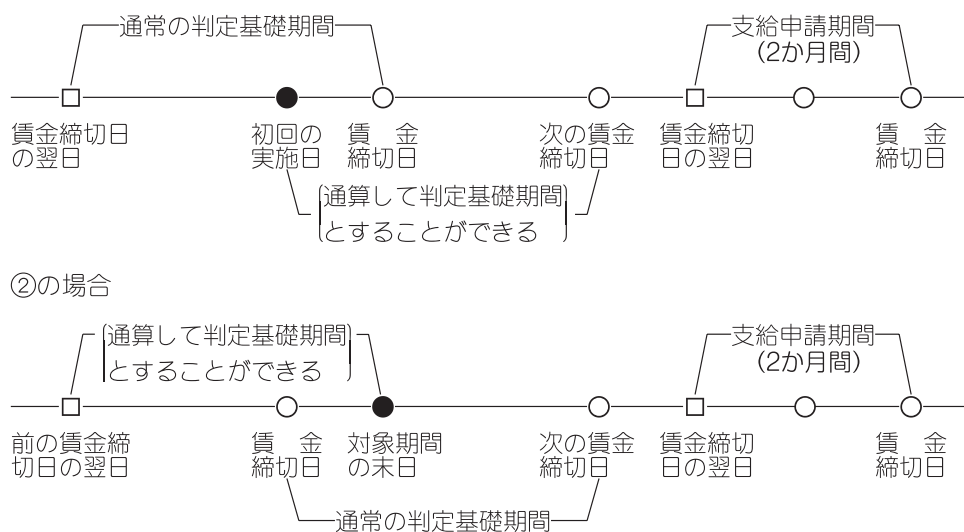 通常の判定基礎期間
支給申請期間
(2か月間)
賃金締切日
の翌日
初回の
実施日
賃　金
締切日
次の賃金
締切日
賃金締切
日の翌日
賃　金
締切日
通算して判定基礎期間
とすることができる
②の場合
通算して判定基礎期間
とすることができる
支給申請期間
(2か月間)
前の賃金締
切日の翌日
賃　金
締切日
対象期間
の末日
次の賃金
締切日
賃金締切
日の翌日
賃　金
締切日
通常の判定基礎期間